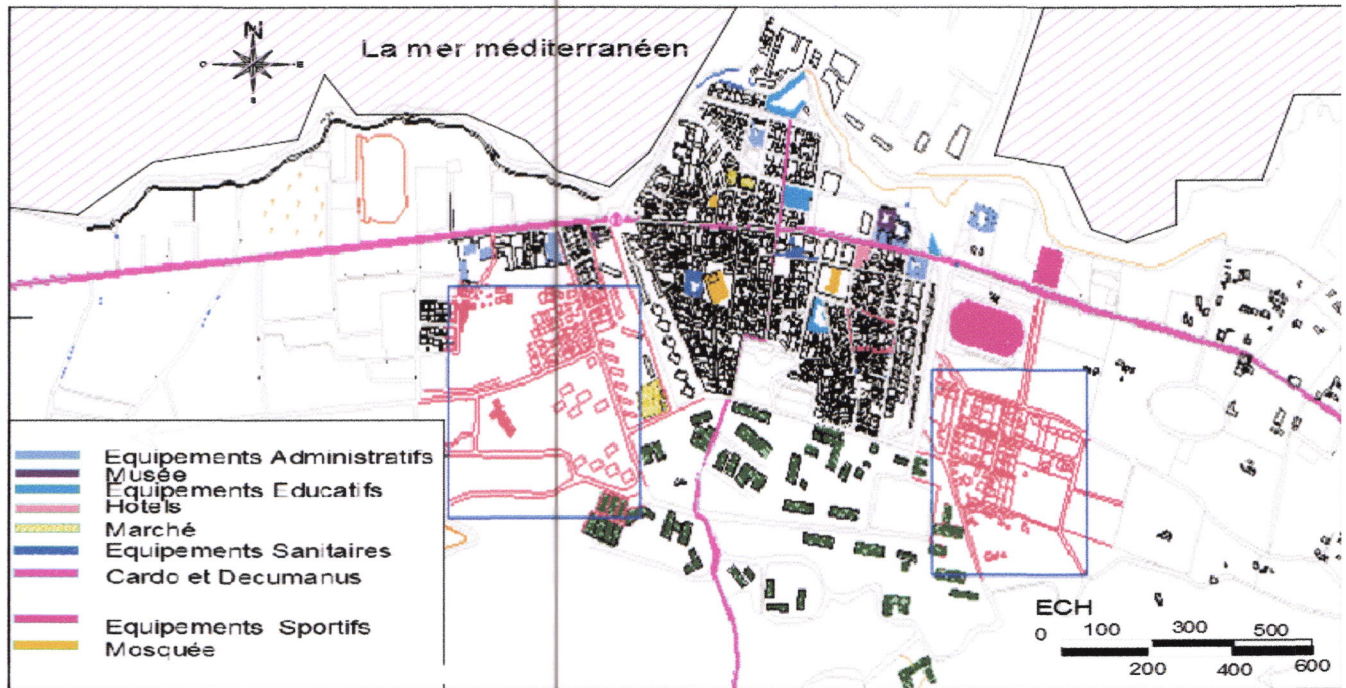 N
La mer méditerranéen
O
E
S
Equipements Administratifs
Musée
Equipements Educatifs
Hotels
Marché
Equipements Sanitaires
Cardo et Decumanus
Equipements Sportifs
Mosquée
ECH
0 100 300 500
200 400 600